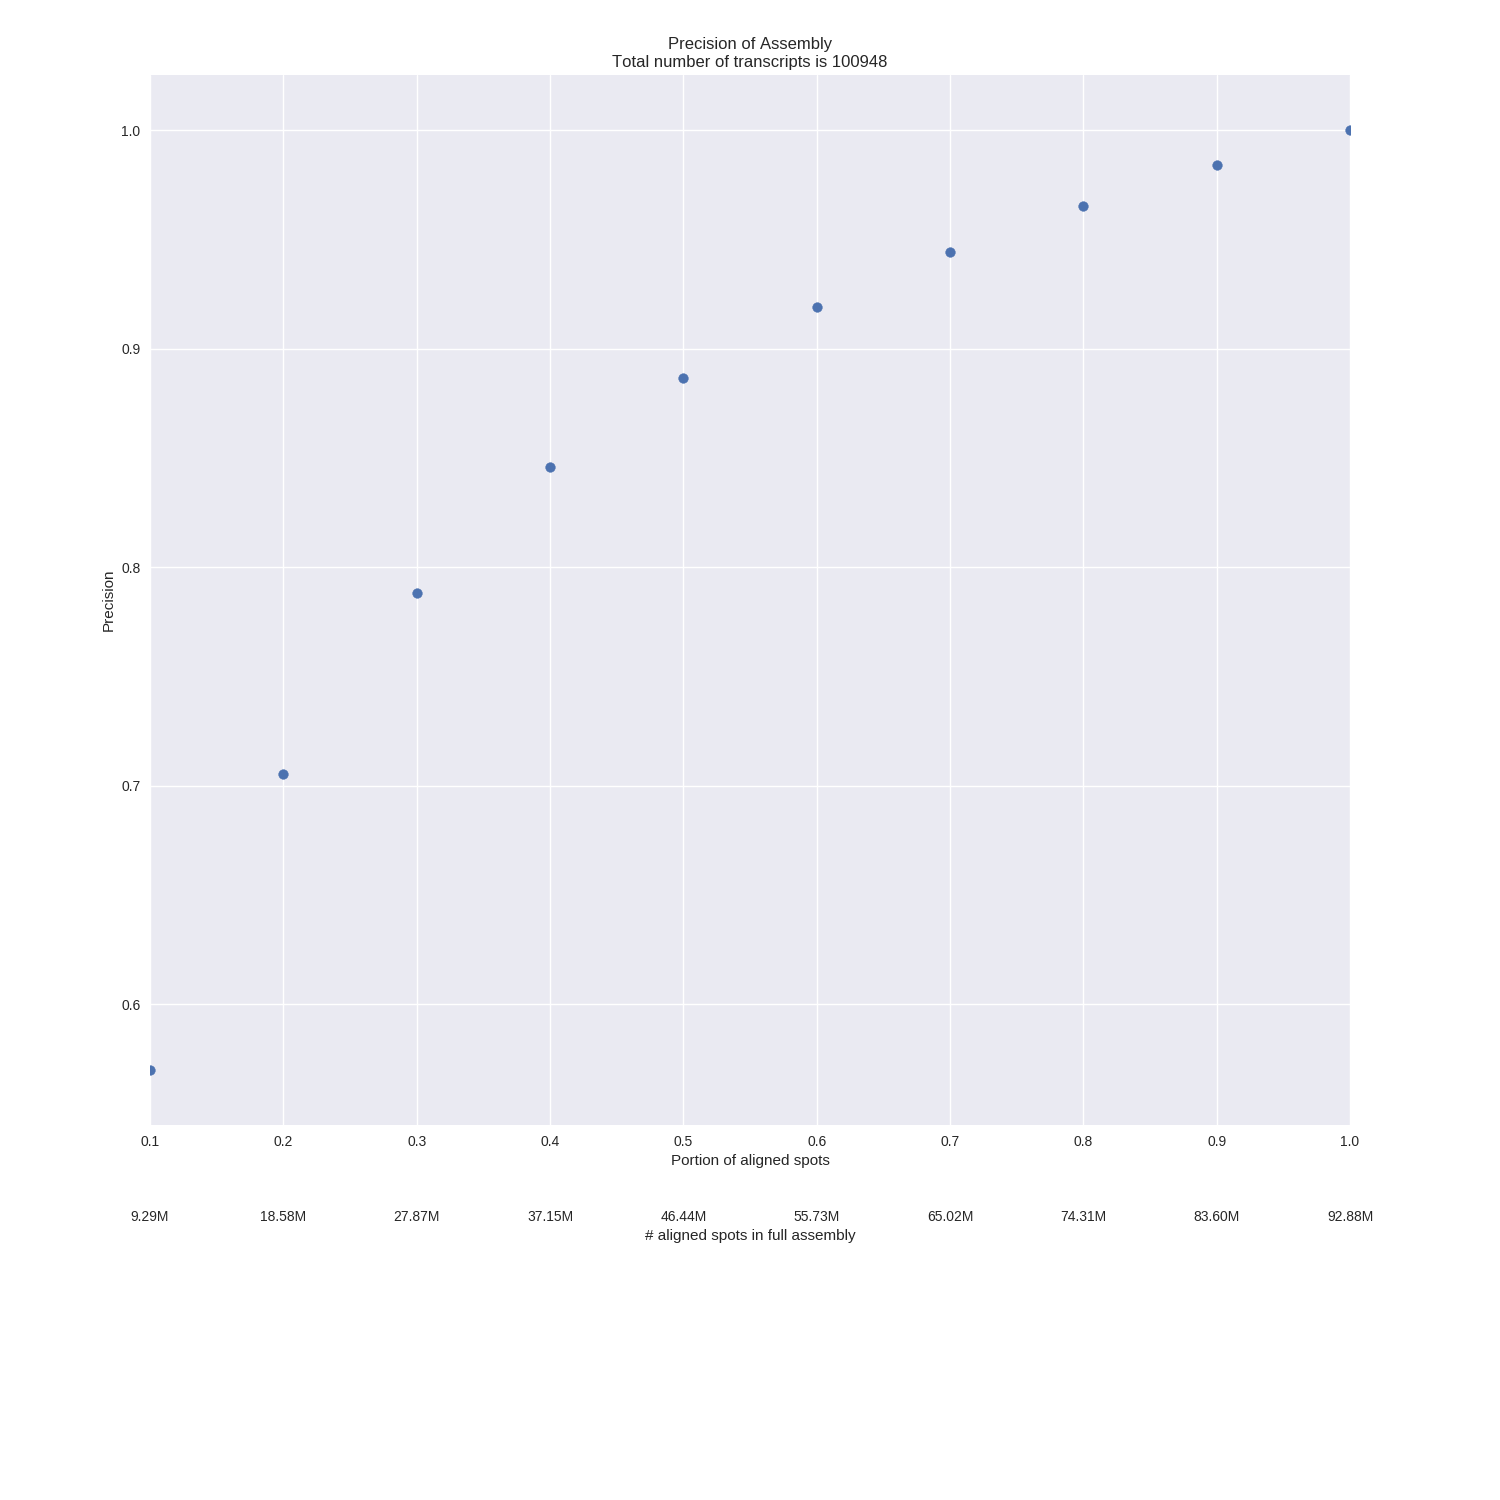 Precision of Assembly
Total number of transcripts is 100948
1.0
0.9
0.8
0.7
0.6
Precision
0.1 0.2 0.3 0.4 0.5 0.6 0.7 0.8 0.9 1.0
Portion of aligned spots
9.29M 18.58M 27.87M 37.15M 46.44M 55.73M 65.02M 74.31M 83.60M 92.88M
# aligned spots in full assembly